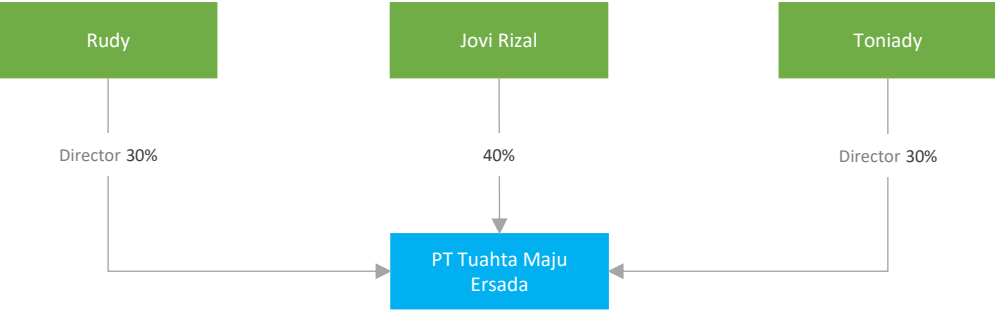 Rudy
Jovi Rizal
Toniady
Director 30%
40%
Director 30%
PT Tuahta Maju
Ersada